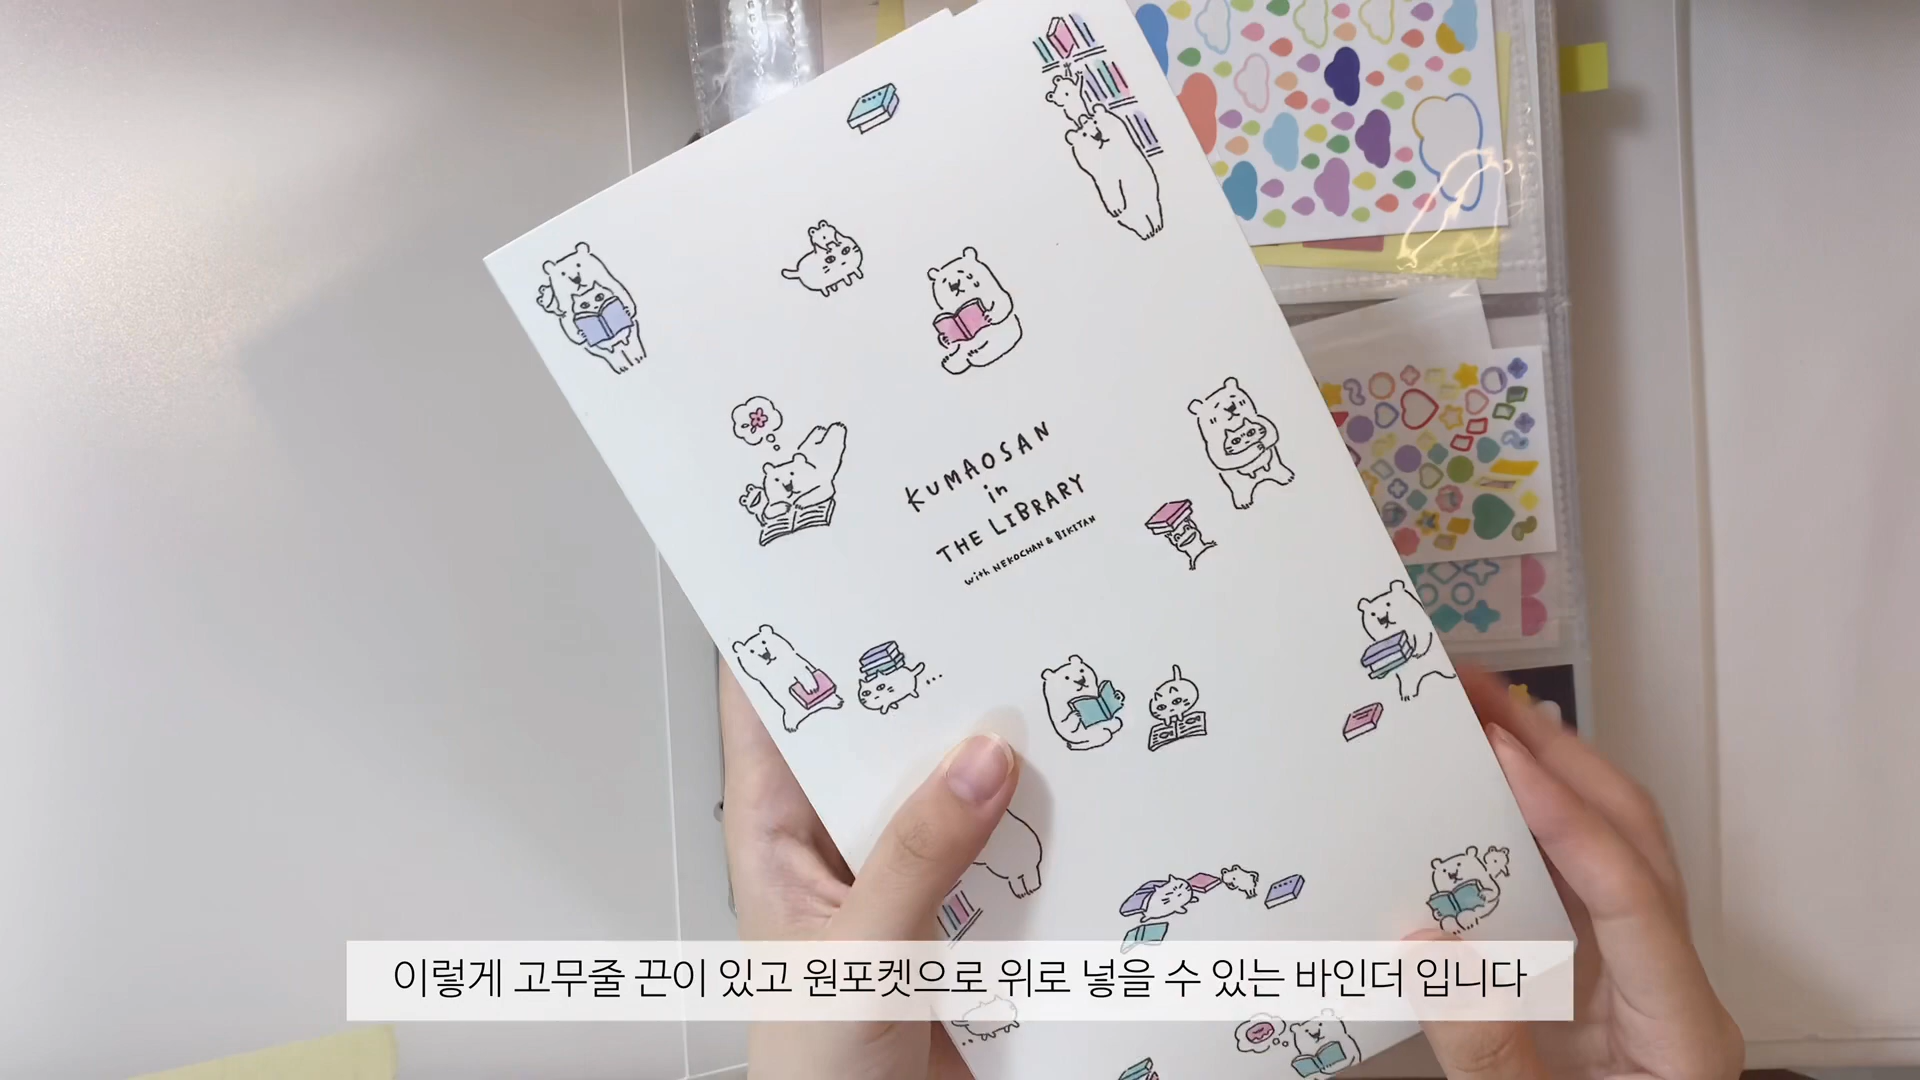 KUMAOSAN
in
THE LIBRARY
with NEKOCHAN & BIKITAN
이렇게 고무줄 끈이 있고 원포켓으로 위로 넣을 수 있는 바인더 입니다